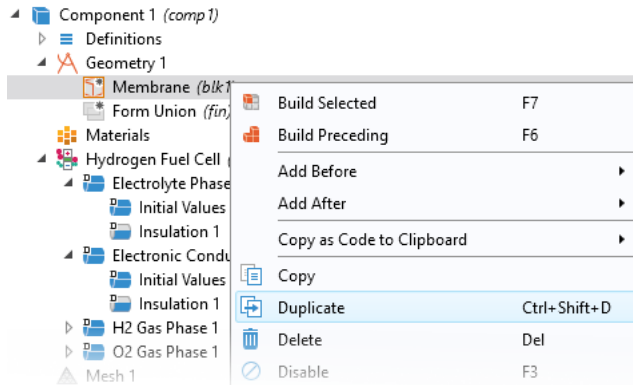 Component 1 (comp1)
Definitions
Geometry 1
Membrane (blk1)
Form Union (fin)
Materials
Hydrogen Fuel Cell (
Electrolyte Phase
Initial Values
Insulation 1
Electronic Condu
Initial Values
Insulation 1
H2 Gas Phase 1
O2 Gas Phase 1
Mesh 1
Build Selected F7
Build Preceding F6
Add Before
Add After
Copy as Code to Clipboard
Copy
Duplicate Ctrl+Shift+D
Delete Del
Disable F3